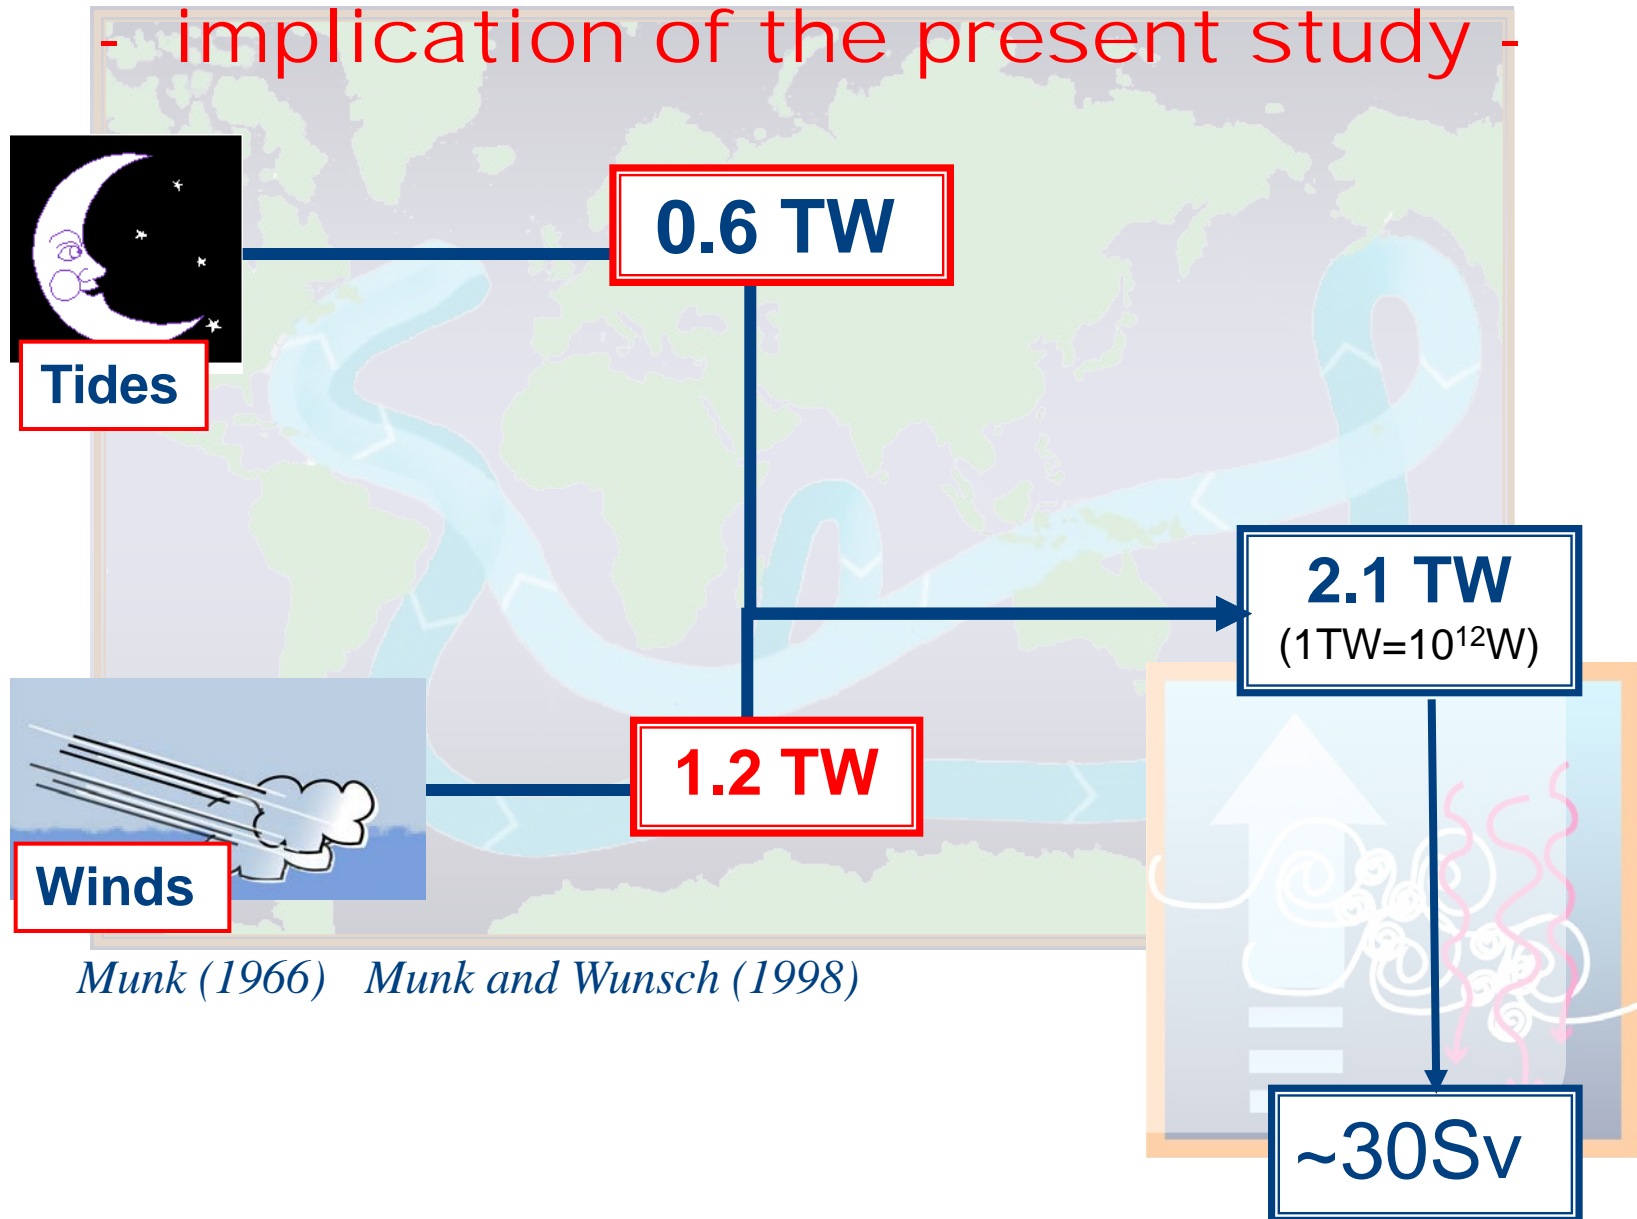 - implication of the present study -
0.6 TW
Tides
2.1 TW
(1TW=10¹²W)
1.2 TW
Winds
Munk (1966) Munk and Wunsch (1998)
~30Sv